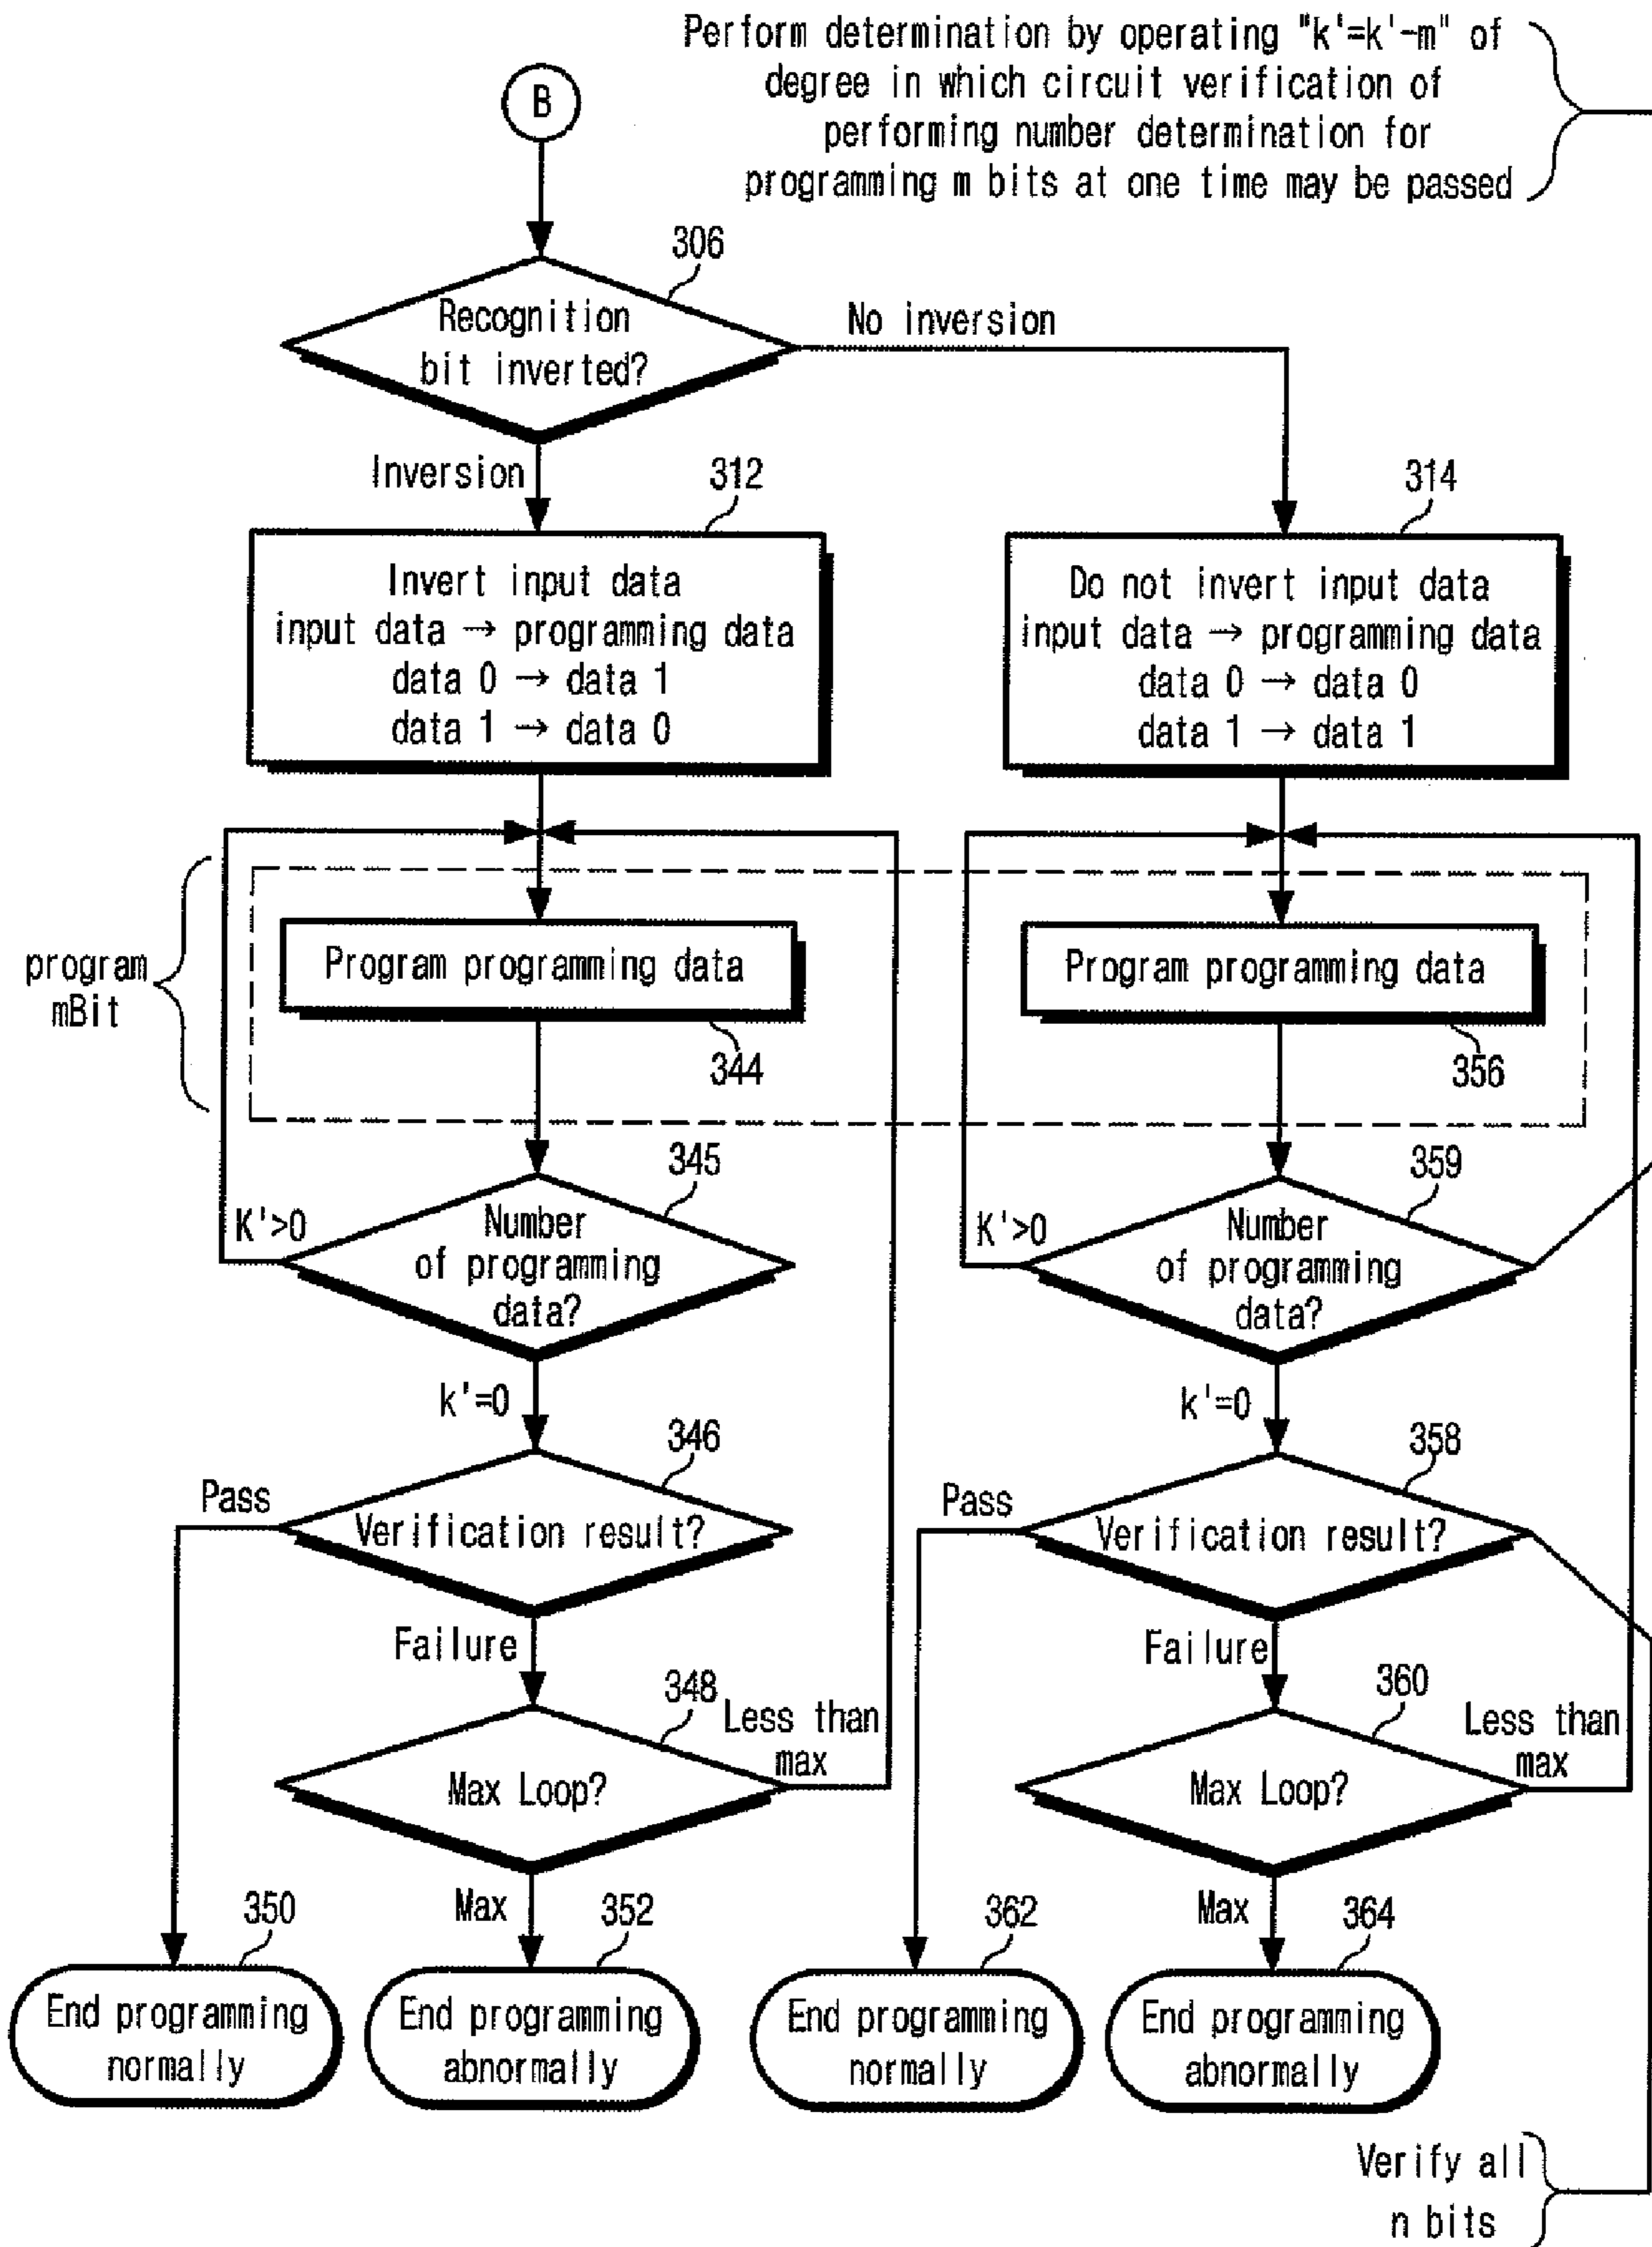 Perform determination by operating "k'=k'-m" of
degree in which circuit verification of
performing number determination for
programming m bits at one time may be passed
B
306
Recognition
bit inverted?
No inversion
Inversion
312
Invert input data
input data → programming data
data 0 → data 1
data 1 → data 0
314
Do not invert input data
input data → programming data
data 0 → data 0
data 1 → data 1
program
mBit
Program programming data
344
Program programming data
356
345
K'>0
Number
of programming
data?
k'=0
359
K'>0
Number
of programming
data?
k'=0
346
Pass
Verification result?
Failure
358
Pass
Verification result?
Failure
348
Less than
max
Max Loop?
Max
360
Less than
max
Max Loop?
Max
350
End programming
normally
352
End programming
abnormally
362
End programming
normally
364
End programming
abnormally
Verify all
n bits